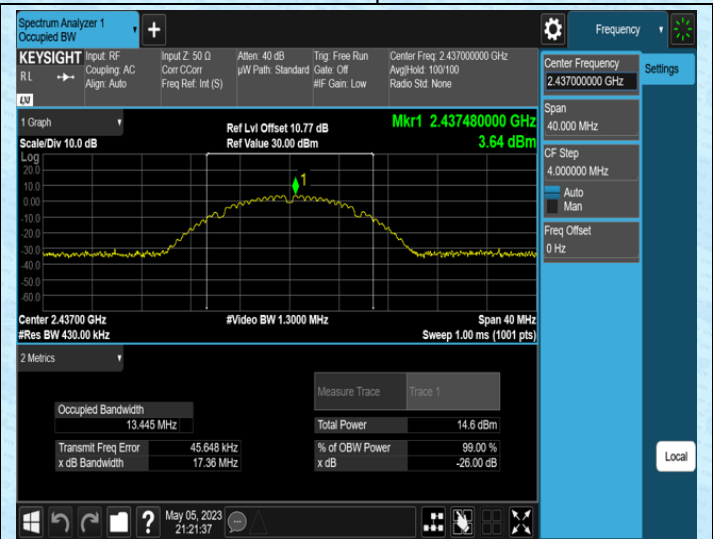 Spectrum Analyzer 1
Occupied BW
+
Frequency
KEYSIGHT Input: RF Input Z: 50 Ω Atten: 40 dB Trig: Free Run Center Freq: 2.437000000 GHz
RL Coupling: AC Corr CCorr µW Path: Standard Gate: Off Avg|Hold: 100/100
Align: Auto Freq Ref: Int (S) #IF Gain: Low Radio Std: None
LXI
Center Frequency
2.437000000 GHz
Settings
Span
40.000 MHz
CF Step
4.000000 MHz
Auto
Man
Freq Offset
0 Hz
1 Graph
Ref Lvl Offset 10.77 dB Mkr1 2.437480000 GHz
Scale/Div 10.0 dB Ref Value 30.00 dBm 3.64 dBm
Log
20.0
10.0
0.00
-10.0
-20.0
-30.0
-40.0
-50.0
-60.0
1
Center 2.43700 GHz #Video BW 1.3000 MHz Span 40 MHz
#Res BW 430.00 kHz Sweep 1.00 ms (1001 pts)
2 Metrics
Measure Trace Trace 1
Occupied Bandwidth
13.445 MHz Total Power 14.6 dBm
Transmit Freq Error 45.648 kHz % of OBW Power 99.00 %
x dB Bandwidth 17.36 MHz x dB -26.00 dB
Local
? May 05, 2023
21:21:37